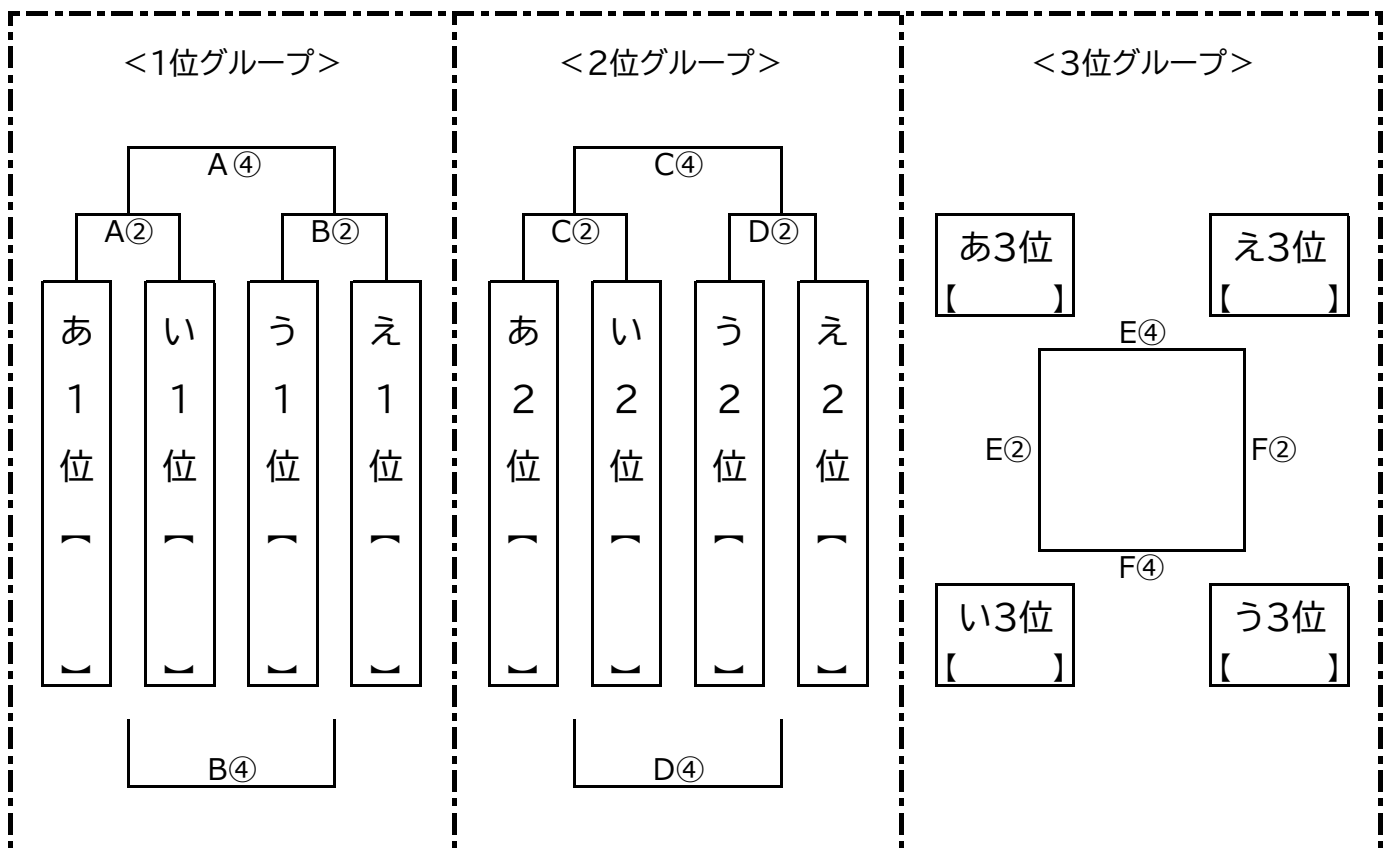 <1位グループ>
A④
A② B②
あ1位【 】
い1位【 】
う1位【 】
え1位【 】
B④
<2位グループ>
C④
C② D②
あ2位【 】
い2位【 】
う2位【 】
え2位【 】
D④
<3位グループ>
あ3位
【 】
え3位
【 】
E④
E② F②
F④
い3位
【 】
う3位
【 】